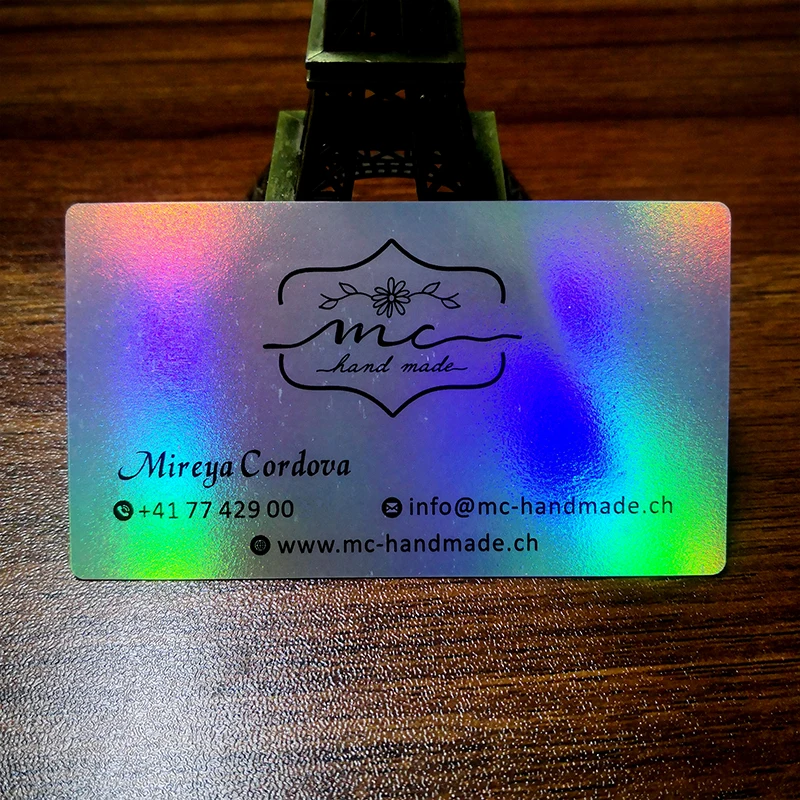 mc
hand made
Mireya Cordova
+41 77 429 00
info@mc-handmade.ch
www.mc-handmade.ch